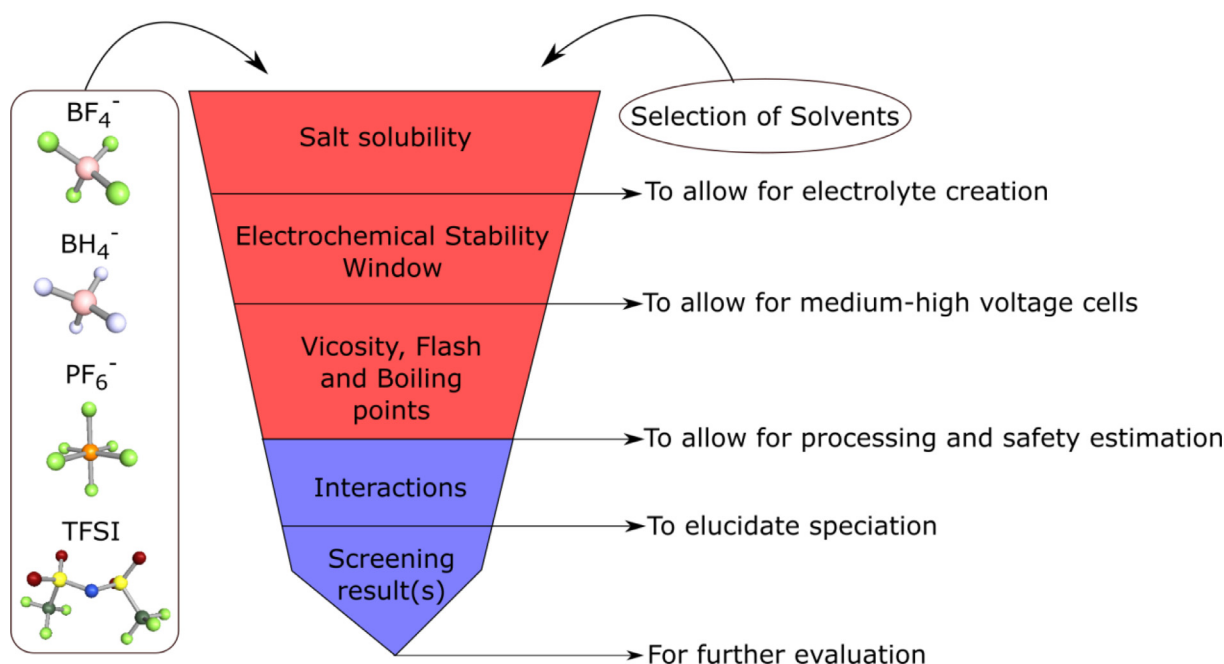 BF4-
BH4-
PF6-
TFSI
Selection of Solvents
Salt solubility
To allow for electrolyte creation
Electrochemical Stability
Window
To allow for medium-high voltage cells
Vicosity, Flash
and Boiling
points
To allow for processing and safety estimation
Interactions
To elucidate speciation
Screening
result(s)
For further evaluation